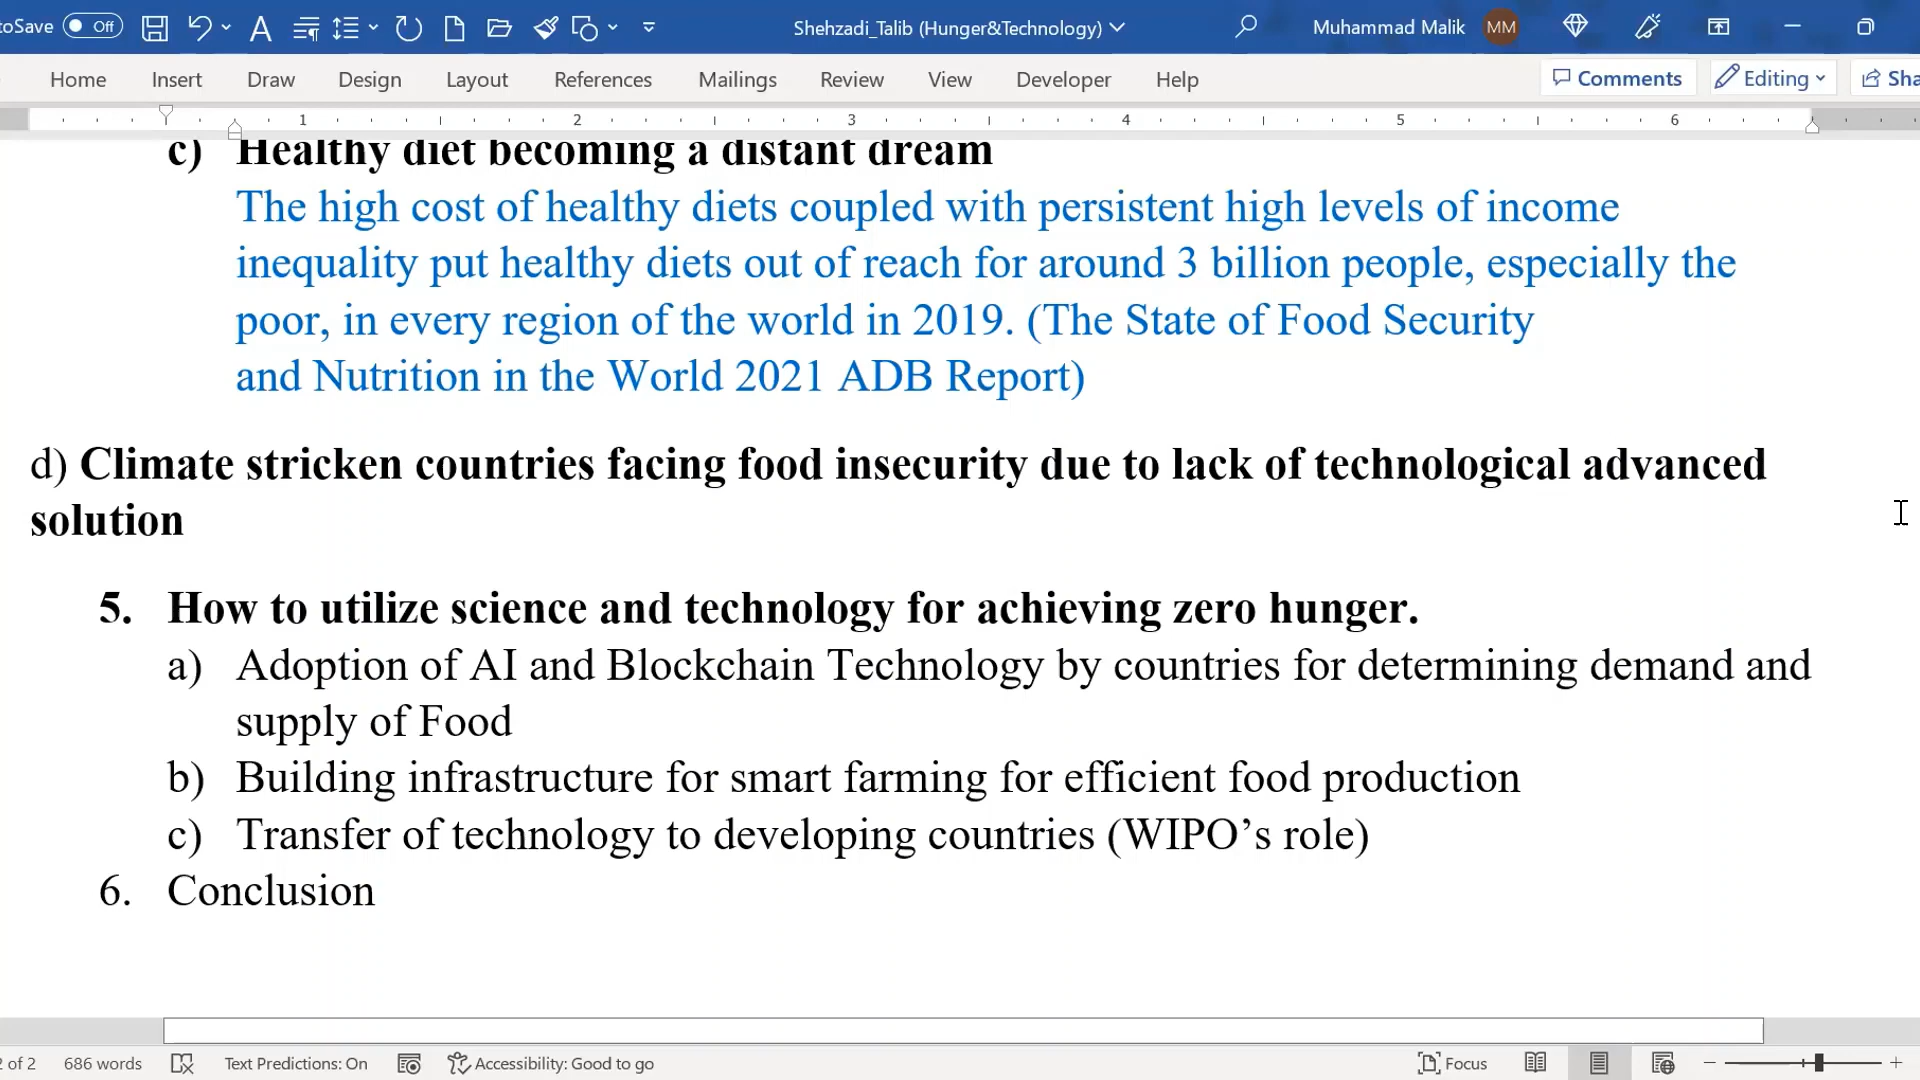 oSave Off Shehzadi_Talib (Hunger&Technology) Muhammad Malik MM
Home Insert Draw Design Layout References Mailings Review View Developer Help Comments Editing Sha
1 2 3 4 5 6
c) Healthy diet becoming a distant dream
The high cost of healthy diets coupled with persistent high levels of income
inequality put healthy diets out of reach for around 3 billion people, especially the
poor, in every region of the world in 2019. (The State of Food Security
and Nutrition in the World 2021 ADB Report)
d) Climate stricken countries facing food insecurity due to lack of technological advanced
solution
5. How to utilize science and technology for achieving zero hunger.
a) Adoption of AI and Blockchain Technology by countries for determining demand and
supply of Food
b) Building infrastructure for smart farming for efficient food production
c) Transfer of technology to developing countries (WIPO’s role)
6. Conclusion
2 of 2 686 words Text Predictions: On Accessibility: Good to go Focus